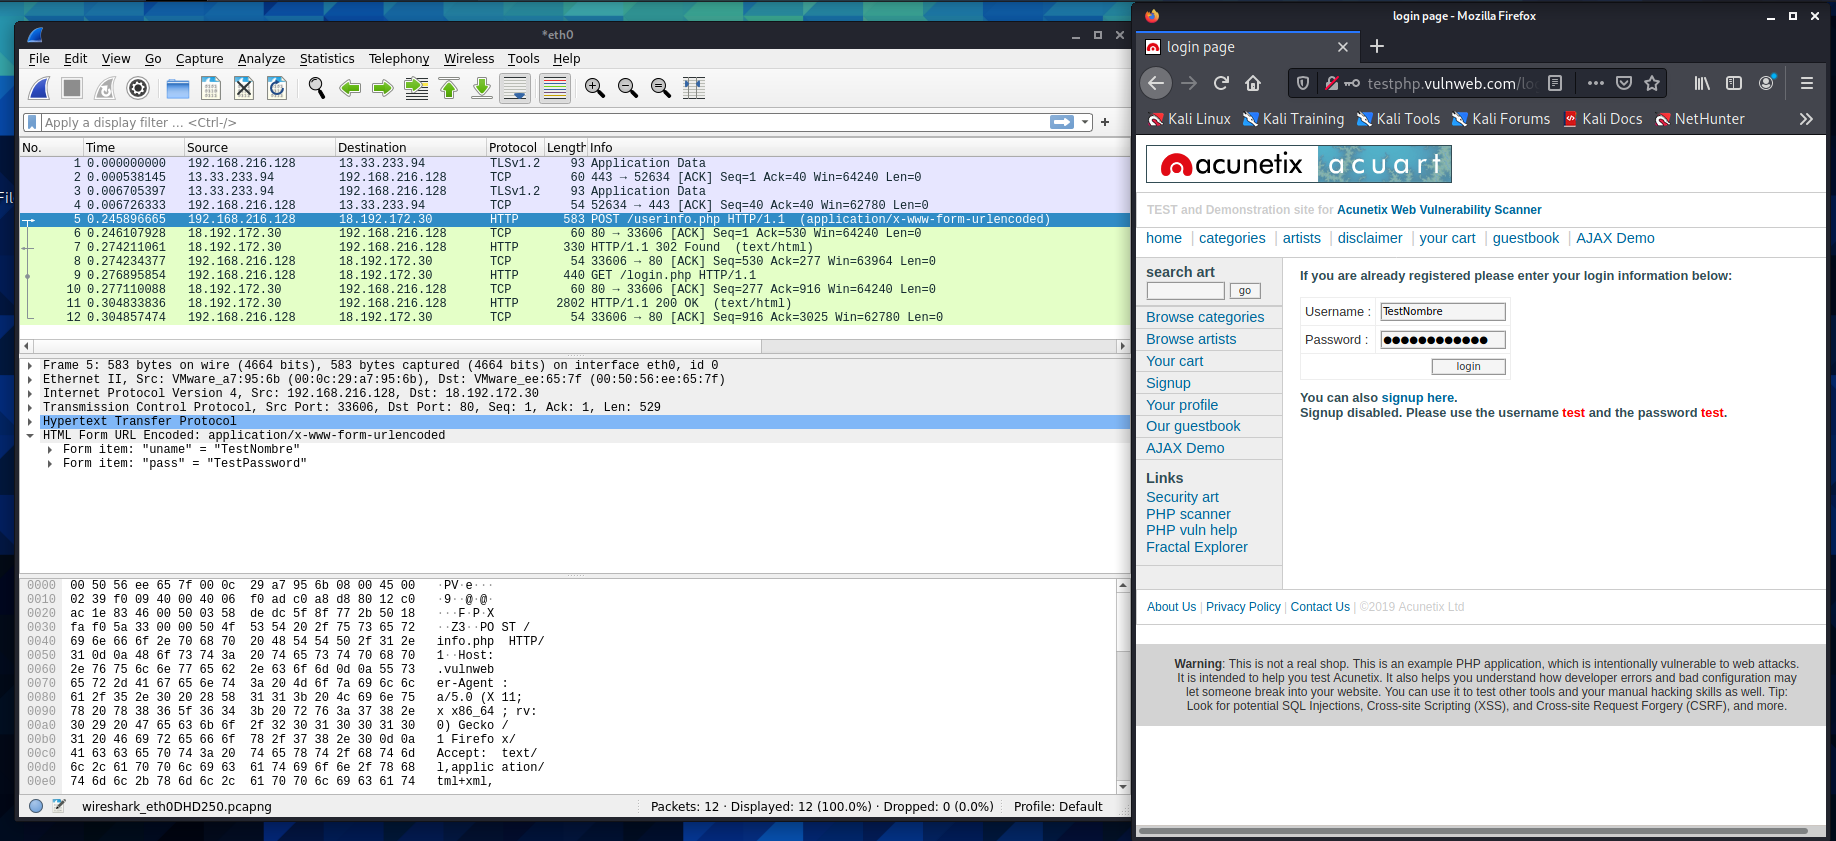 *eth0
File Edit View Go Capture Analyze Statistics Telephony Wireless Tools Help
Apply a display filter ... <Ctrl-/>
No. Time Source Destination Protocol Length Info
1 0.000000000 192.168.216.128 13.33.233.94 TLSv1.2 93 Application Data
2 0.000538145 13.33.233.94 192.168.216.128 TCP 60 443 → 52634 [ACK] Seq=1 Ack=40 Win=64240 Len=0
3 0.006705397 13.33.233.94 192.168.216.128 TLSv1.2 93 Application Data
4 0.006726333 192.168.216.128 13.33.233.94 TCP 54 52634 → 443 [ACK] Seq=40 Ack=40 Win=62780 Len=0
5 0.245896665 192.168.216.128 18.192.172.30 HTTP 583 POST /userinfo.php HTTP/1.1 (application/x-www-form-urlencoded)
6 0.246107928 18.192.172.30 192.168.216.128 TCP 60 80 → 33606 [ACK] Seq=1 Ack=530 Win=64240 Len=0
7 0.274211061 18.192.172.30 192.168.216.128 HTTP 330 HTTP/1.1 302 Found (text/html)
8 0.274234377 192.168.216.128 18.192.172.30 TCP 54 33606 → 80 [ACK] Seq=530 Ack=277 Win=63964 Len=0
9 0.276895854 192.168.216.128 18.192.172.30 HTTP 440 GET /login.php HTTP/1.1
10 0.277110088 18.192.172.30 192.168.216.128 TCP 60 80 → 33606 [ACK] Seq=277 Ack=916 Win=64240 Len=0
11 0.304833836 18.192.172.30 192.168.216.128 HTTP 2802 HTTP/1.1 200 OK (text/html)
12 0.304857474 192.168.216.128 18.192.172.30 TCP 54 33606 → 80 [ACK] Seq=916 Ack=3025 Win=62780 Len=0
Frame 5: 583 bytes on wire (4664 bits), 583 bytes captured (4664 bits) on interface eth0, id 0
Ethernet II, Src: VMware_a7:95:6b (00:0c:29:a7:95:6b), Dst: VMware_ee:65:7f (00:50:56:ee:65:7f)
Internet Protocol Version 4, Src: 192.168.216.128, Dst: 18.192.172.30
Transmission Control Protocol, Src Port: 33606, Dst Port: 80, Seq: 1, Ack: 1, Len: 529
Hypertext Transfer Protocol
HTML Form URL Encoded: application/x-www-form-urlencoded
Form item: "uname" = "TestNombre"
Form item: "pass" = "TestPassword"
0000 00 50 56 ee 65 7f 00 0c 29 a7 95 6b 08 00 45 00 ·PV·e···
0010 02 39 f0 09 40 00 40 06 f0 ad c0 a8 d8 80 12 c0 ·9··@·@·
0020 ac 1e 83 46 00 50 03 58 de dc 5f 8f 77 2b 50 18 ···F·P·X
0030 fa f0 5a 33 00 00 50 4f 53 54 20 2f 75 73 65 72 ··Z3··PO ST /
0040 69 6e 66 6f 2e 70 68 70 20 48 54 54 50 2f 31 2e info.php HTTP/
0050 31 0d 0a 48 6f 73 74 3a 20 74 65 73 74 70 68 70 1··Host:
0060 2e 76 75 6c 6e 77 65 62 2e 63 6f 6d 0d 0a 55 73 .vulnweb
0070 65 72 2d 41 67 65 6e 74 3a 20 4d 6f 7a 69 6c 6c er-Agent :
0080 61 2f 35 2e 30 20 28 58 31 31 3b 20 4c 69 6e 75 a/5.0 (X 11;
0090 78 20 78 38 36 5f 36 34 3b 20 72 76 3a 37 38 2e x x86_64 ; rv:
00a0 30 29 20 47 65 63 6b 6f 2f 32 30 31 30 30 31 30 0) Gecko /
00b0 31 20 46 69 72 65 66 6f 78 2f 37 38 2e 30 0d 0a 1 Firefo x/
00c0 41 63 63 65 70 74 3a 20 74 65 78 74 2f 68 74 6d Accept: text/
00d0 6c 2c 61 70 70 6c 69 63 61 74 69 6f 6e 2f 78 68 l,applic ation/
00e0 74 6d 6c 2b 78 6d 6c 2c 61 70 70 6c 69 63 61 74 tml+xml,
wireshark_eth0DHD250.pcapng Packets: 12 · Displayed: 12 (100.0%) · Dropped: 0 (0.0%) Profile: Default
Fil
login page - Mozilla Firefox
login page
testphp.vulnweb.com/lo
Kali Linux Kali Training Kali Tools Kali Forums Kali Docs NetHunter
acunetix acuart
TEST and Demonstration site for Acunetix Web Vulnerability Scanner
home | categories | artists | disclaimer | your cart | guestbook | AJAX Demo
search art
go
Browse categories
Browse artists
Your cart
Signup
Your profile
Our guestbook
AJAX Demo
Links
Security art
PHP scanner
PHP vuln help
Fractal Explorer
If you are already registered please enter your login information below:
Username : TestNombre
Password : ●●●●●●●●●●●●
login
You can also signup here.
Signup disabled. Please use the username test and the password test.
About Us | Privacy Policy | Contact Us | ©2019 Acunetix Ltd
Warning: This is not a real shop. This is an example PHP application, which is intentionally vulnerable to web attacks.
It is intended to help you test Acunetix. It also helps you understand how developer errors and bad configuration may
let someone break into your website. You can use it to test other tools and your manual hacking skills as well. Tip:
Look for potential SQL Injections, Cross-site Scripting (XSS), and Cross-site Request Forgery (CSRF), and more.